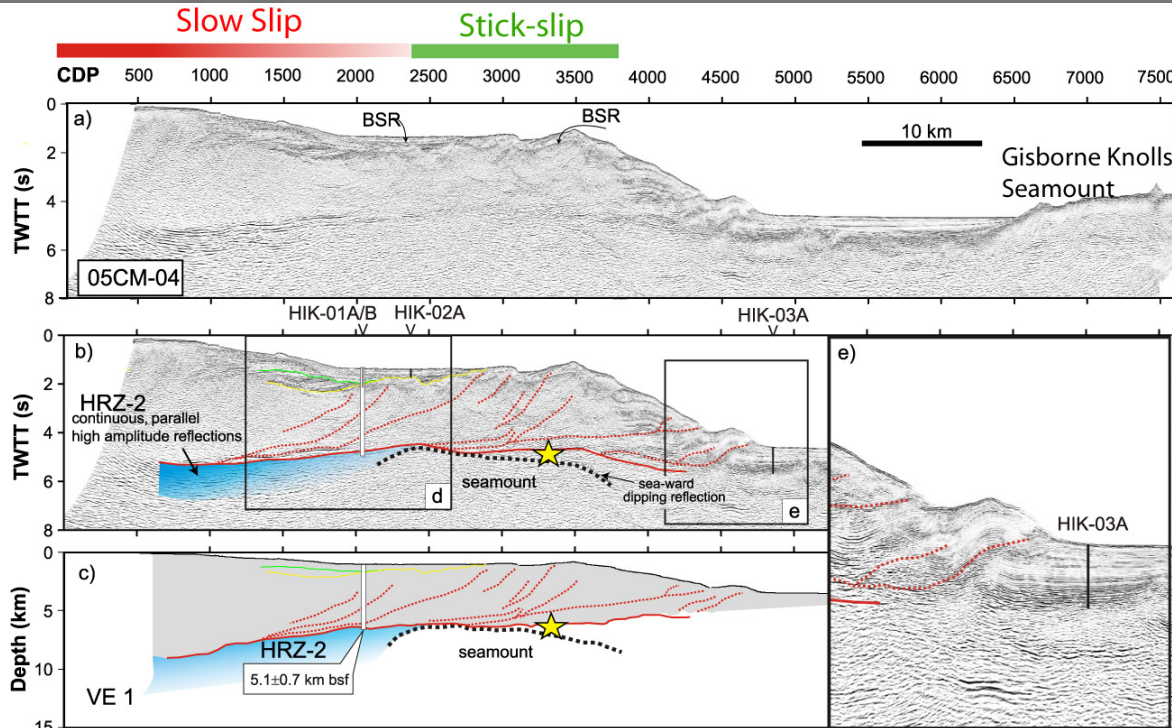 Slow Slip
Stick-slip
CDP 500 1000 1500 2000 2500 3000 3500 4000 4500 5000 5500 6000 6500 7000 7500
a)
BSR
BSR
10 km
Gisborne Knolls
Seamount
0
2
4
6
8
TWTT (s)
05CM-04
HIK-01A/B
HIK-02A
HIK-03A
b)
0
2
4
6
8
TWTT (s)
HRZ-2
continuous, parallel
high amplitude reflections
seamount
sea-ward
dipping reflection
d
e
e)
HIK-03A
c)
0
5
10
15
Depth (km)
HRZ-2
seamount
5.1±0.7 km bsf
VE 1